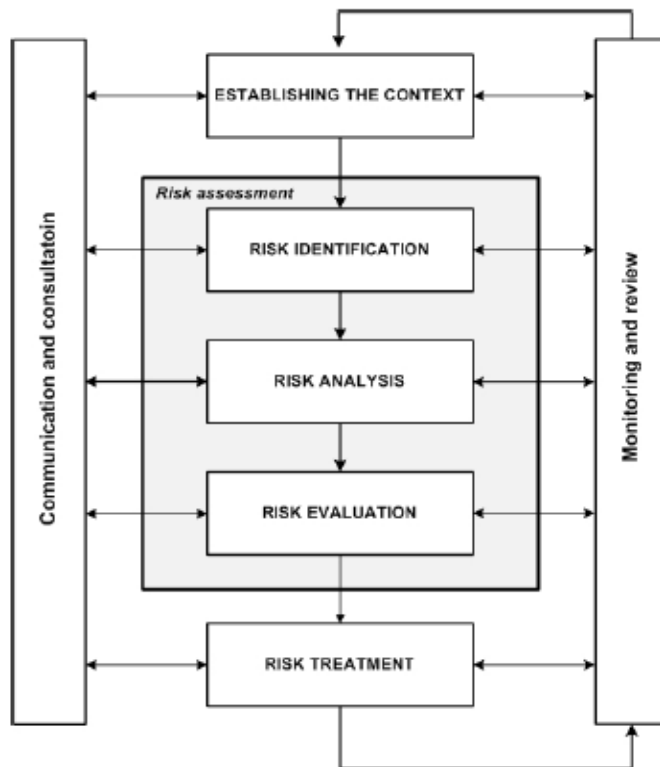 ESTABLISHING THE CONTEXT
Risk assessment
RISK IDENTIFICATION
RISK ANALYSIS
RISK EVALUATION
RISK TREATMENT
Communication and consultatoin
Monitoring and review